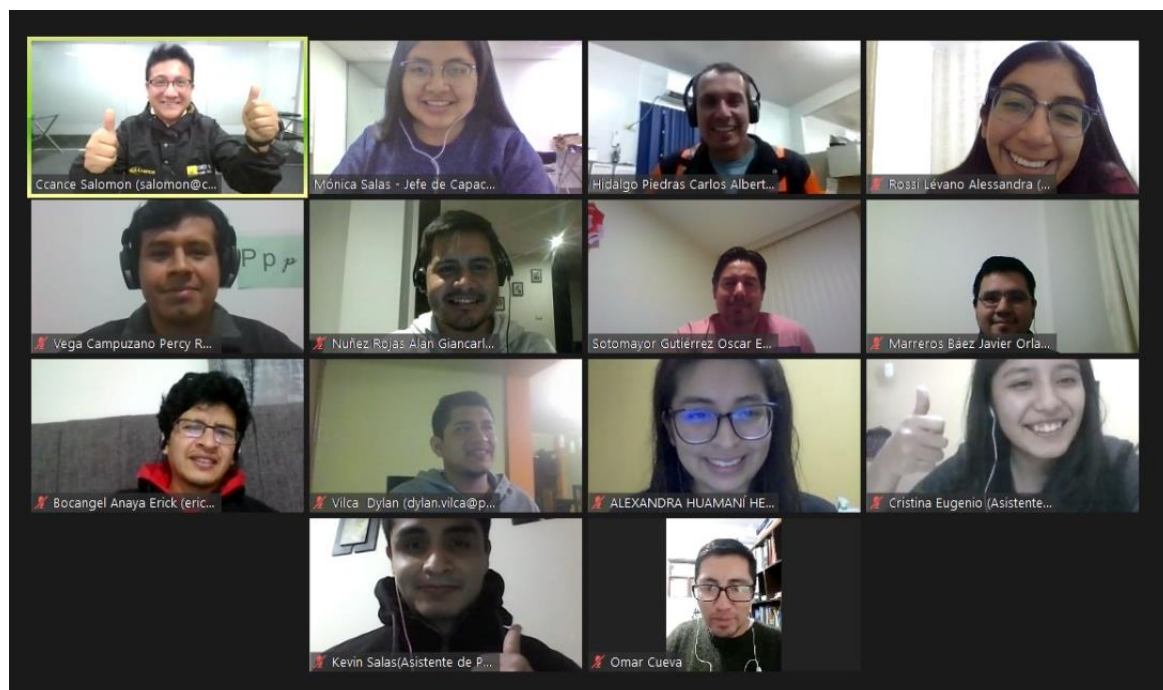 Ccance Salomon (salomon@c...
Mónica Salas - Jefe de Capac...
Hidalgo Piedras Carlos Albert...
Rossi Lévano Alessandra (...
Ppp
Vega Campuzano Percy R...
Nuñez Rojas Alan Giancarl...
Sotomayor Gutiérrez Oscar E...
Marreros Báez Javier Orla...
Bocangel Anaya Erick (eric...
Vilca Dylan (dylan.vilca@p...
ALEXANDRA HUAMANÍ HE...
Cristina Eugenio (Asistente...
Kevin Salas(Asistente de P...
Omar Cueva